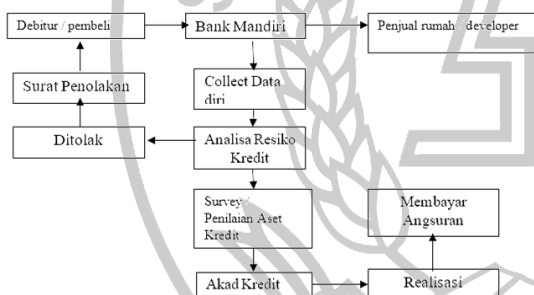 Debitur / pembeli
Bank Mandiri
Penjual rumah / developer
Surat Penolakan
Collect Data
diri
Ditolak
Analisa Resiko
Kredit
Survey /
Penilaian Aset
Kredit
Membayar
Angsuran
Akad Kredit
Realisasi